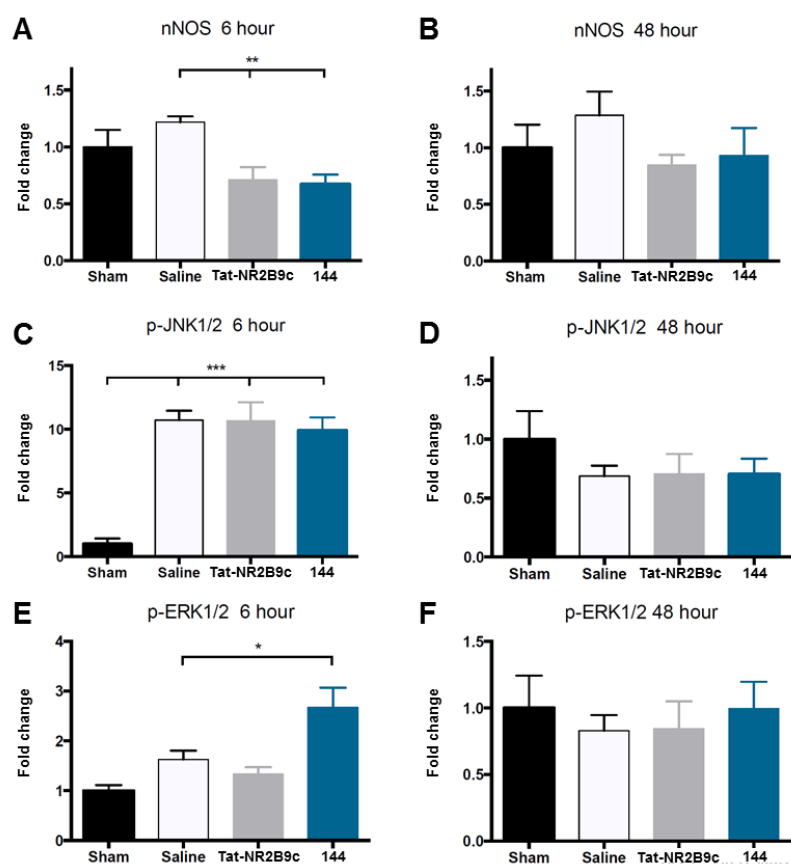 A
nNOS 6 hour
**
Fold change
1.5
1.0
0.5
0.0
Sham Saline Tat-NR2B9c 144
B
nNOS 48 hour
Fold change
1.5
1.0
0.5
0.0
Sham Saline Tat-NR2B9c 144
C
p-JNK1/2 6 hour
***
Fold change
15
10
5
0
Sham Saline Tat-NR2B9c 144
D
p-JNK1/2 48 hour
Fold change
1.5
1.0
0.5
0.0
Sham Saline Tat-NR2B9c 144
E
p-ERK1/2 6 hour
*
Fold change
4
3
2
1
0
Sham Saline Tat-NR2B9c 144
F
p-ERK1/2 48 hour
Fold change
1.5
1.0
0.5
0.0
Sham Saline Tat-NR2B9c 144